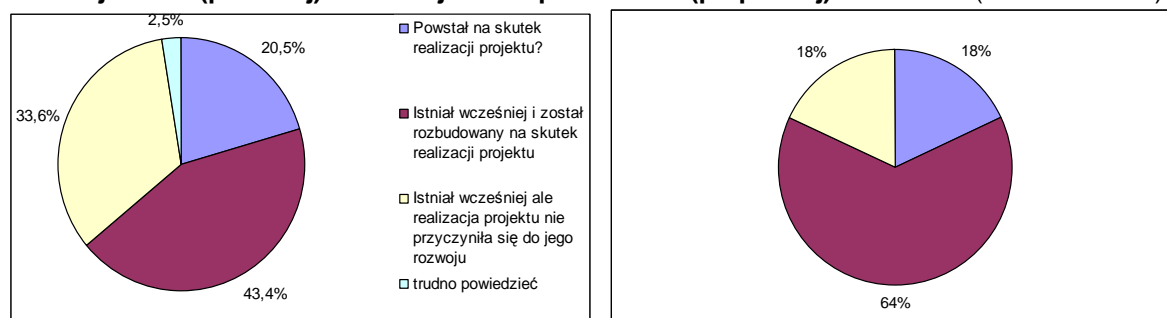 2,5%
20,5%
33,6%
43,4%
Powstał na skutek
realizacji projektu?
Istniał wcześniej i został
rozbudowany na skutek
realizacji projektu
Istniał wcześniej ale
realizacja projektu nie
przyczyniła się do jego
rozwoju
trudno powiedzieć
18%
18%
64%